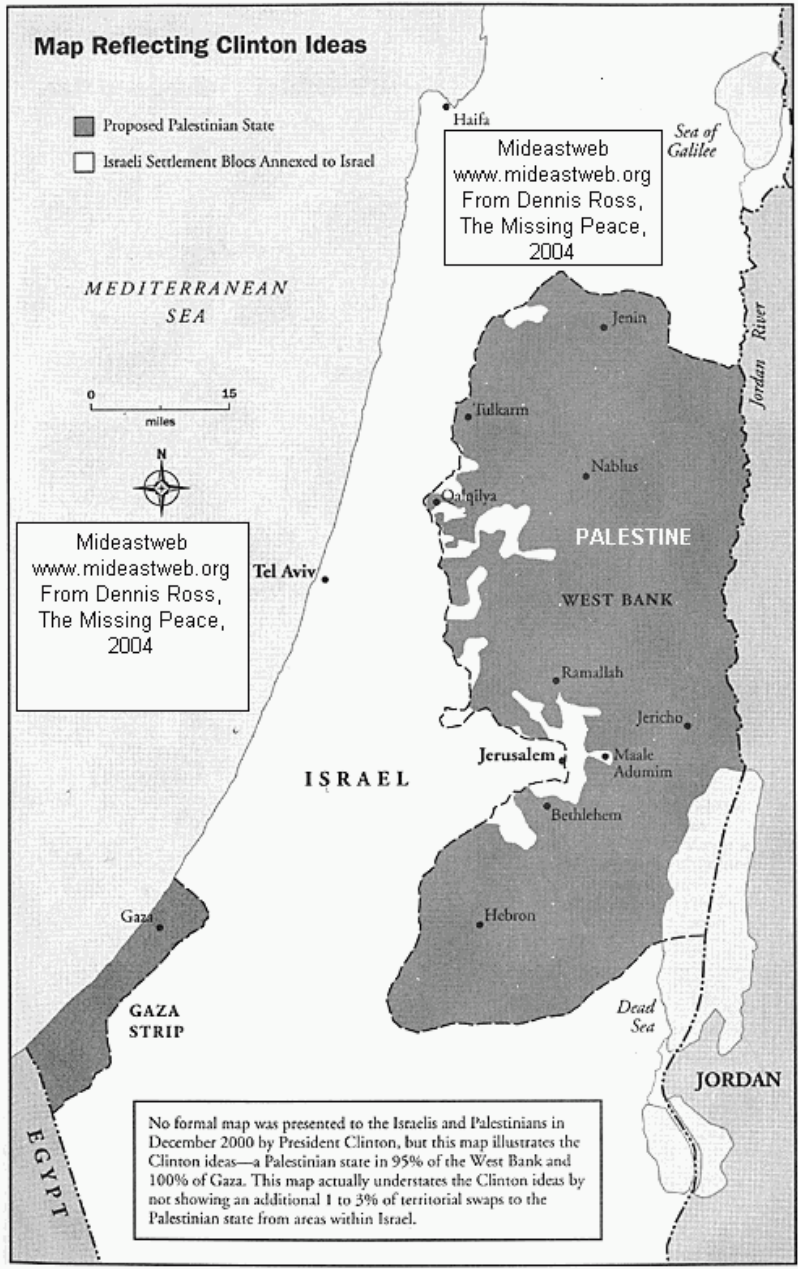 Map Reflecting Clinton Ideas
Proposed Palestinian State
Israeli Settlement Blocs Annexed to Israel
Haifa
Sea of
Galilee
Mideastweb
www.mideastweb.org
From Dennis Ross,
The Missing Peace,
2004
MEDITERRANEAN
SEA
0 15
miles
N
Jenin
Jordan River
Tulkarm
Nablus
Qalqilya
PALESTINE
Mideastweb
www.mideastweb.org
From Dennis Ross,
The Missing Peace,
2004
Tel Aviv
WEST BANK
Ramallah
Jericho
Jerusalem
Maale
Adumim
ISRAEL
Bethlehem
Gaza
Hebron
GAZA
STRIP
Dead
Sea
JORDAN
EGYPT
No formal map was presented to the Israelis and Palestinians in
December 2000 by President Clinton, but this map illustrates the
Clinton ideas—a Palestinian state in 95% of the West Bank and
100% of Gaza. This map actually understates the Clinton ideas by
not showing an additional 1 to 3% of territorial swaps to the
Palestinian state from areas within Israel.